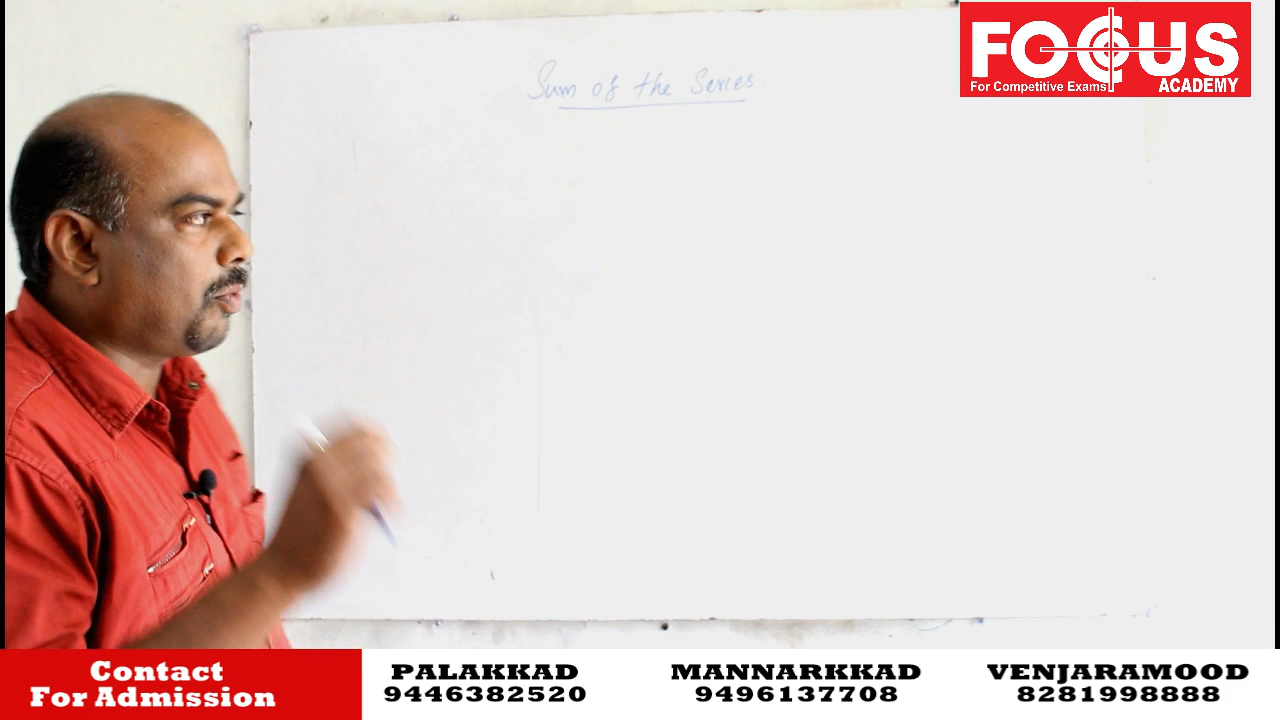 Sum of the Series
FOCUS
For Competitive Exams
ACADEMY
Contact
For Admission
PALAKKAD
9446382520
MANNARKKAD
9496137708
VENJARAMOOD
8281998888